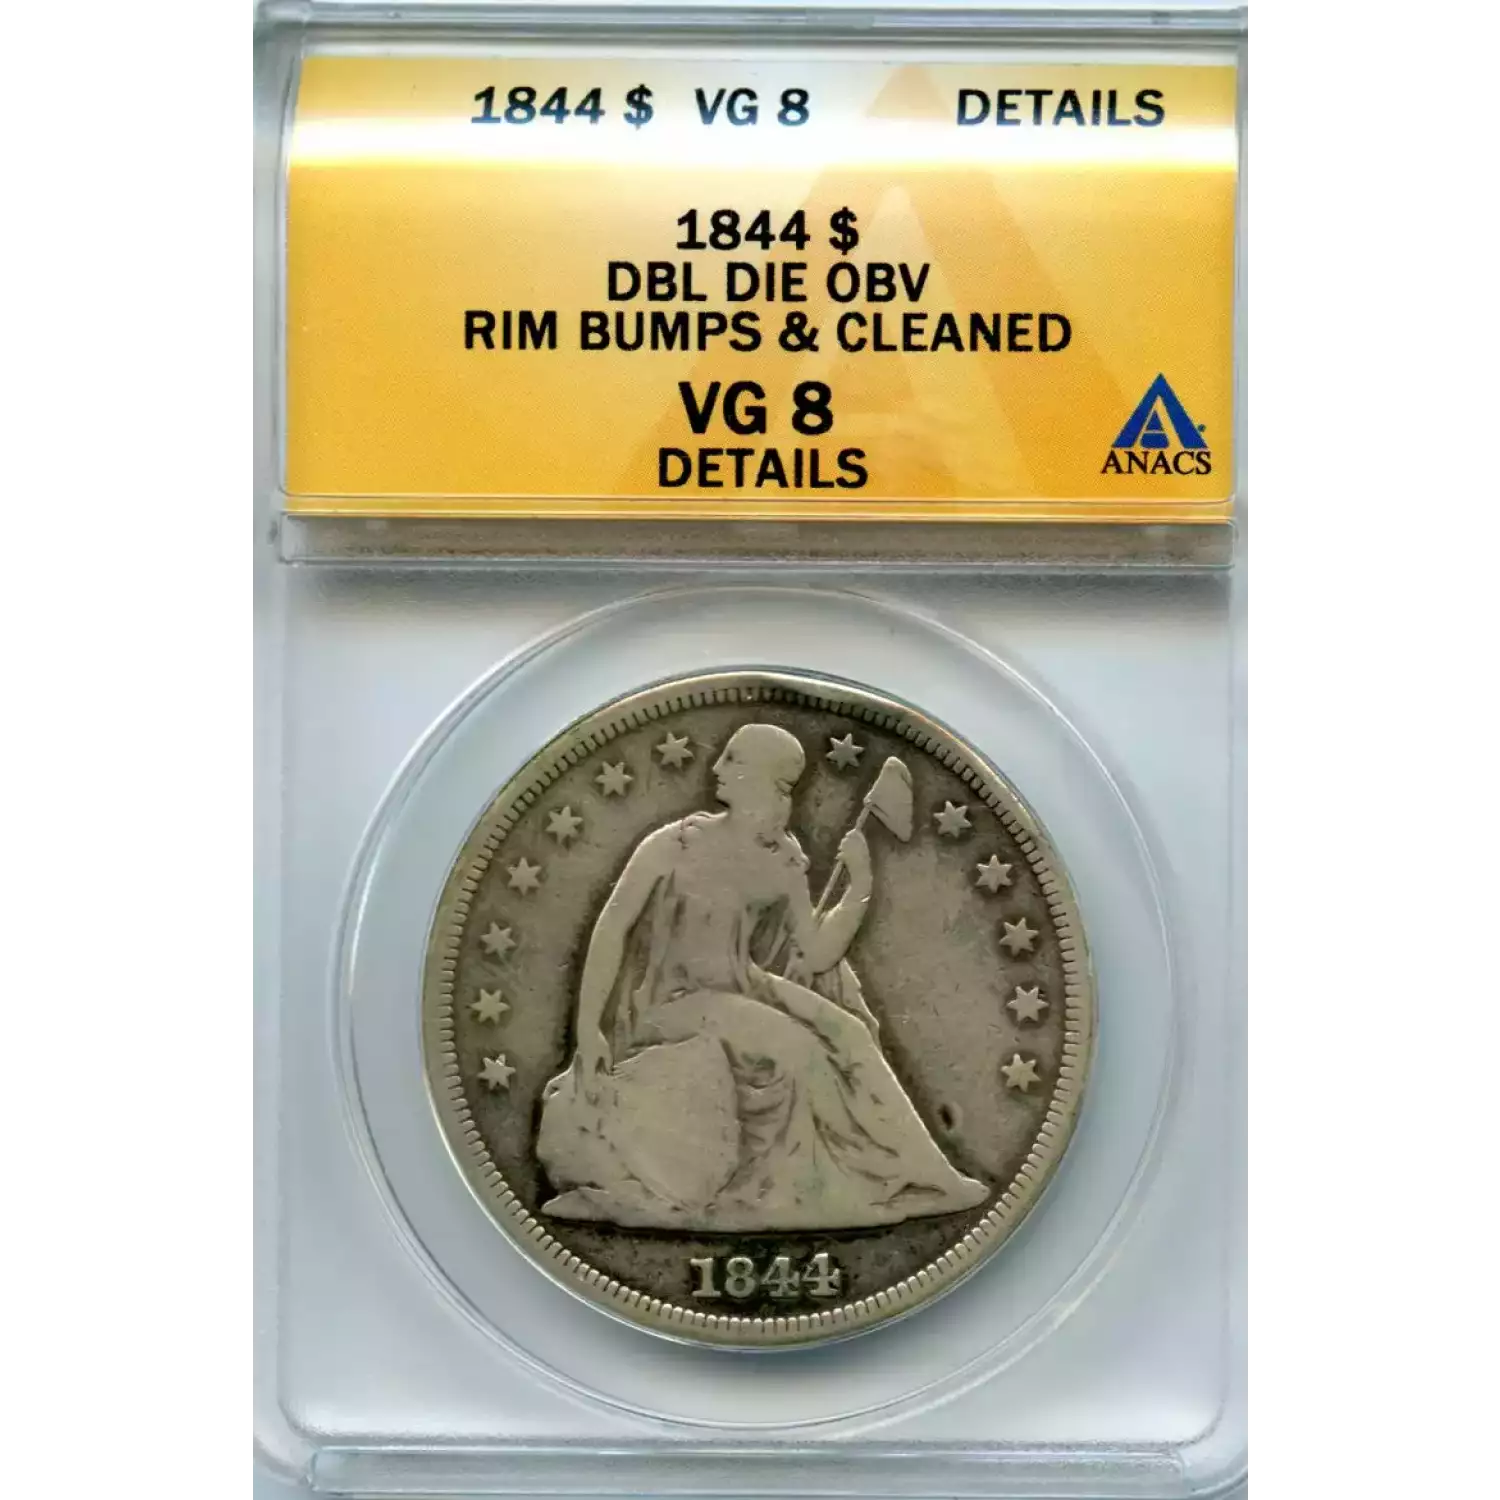 1844 $ VG 8 DETAILS
1844 $
DBL DIE OBV
RIM BUMPS & CLEANED
VG 8
DETAILS
ANACS
1844